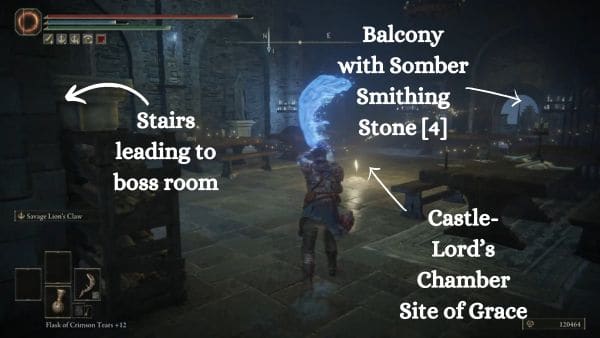 N
E
Balcony
with Somber
Smithing
Stone [4]
Stairs
leading to
boss room
Castle-
Lord's
Chamber
Site of Grace
Savage Lion's Claw
Flask of Crimson Tears +12
120464